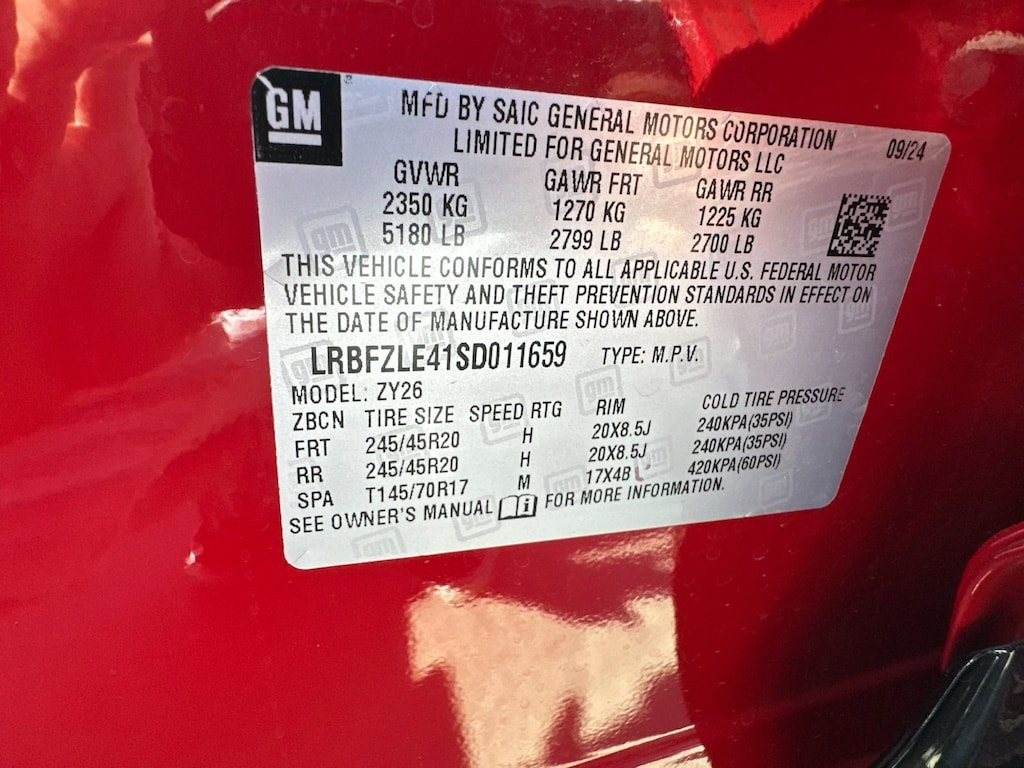 GM
MFD BY SAIC GENERAL MOTORS CORPORATION
LIMITED FOR GENERAL MOTORS LLC
09/24
GVWR GAWR FRT GAWR RR
2350 KG 1270 KG 1225 KG
5180 LB 2799 LB 2700 LB
THIS VEHICLE CONFORMS TO ALL APPLICABLE U.S. FEDERAL MOTOR
VEHICLE SAFETY AND THEFT PREVENTION STANDARDS IN EFFECT ON
THE DATE OF MANUFACTURE SHOWN ABOVE.
LRBFZLE41SD011659 TYPE: M.P.V.
MODEL: ZY26
ZBCN TIRE SIZE SPEED RTG RIM COLD TIRE PRESSURE
FRT 245/45R20 H 20X8.5J 240KPA(35PSI)
RR 245/45R20 H 20X8.5J 240KPA(35PSI)
SPA T145/70R17 M 17X4B 420KPA(60PSI)
SEE OWNER'S MANUAL i FOR MORE INFORMATION.